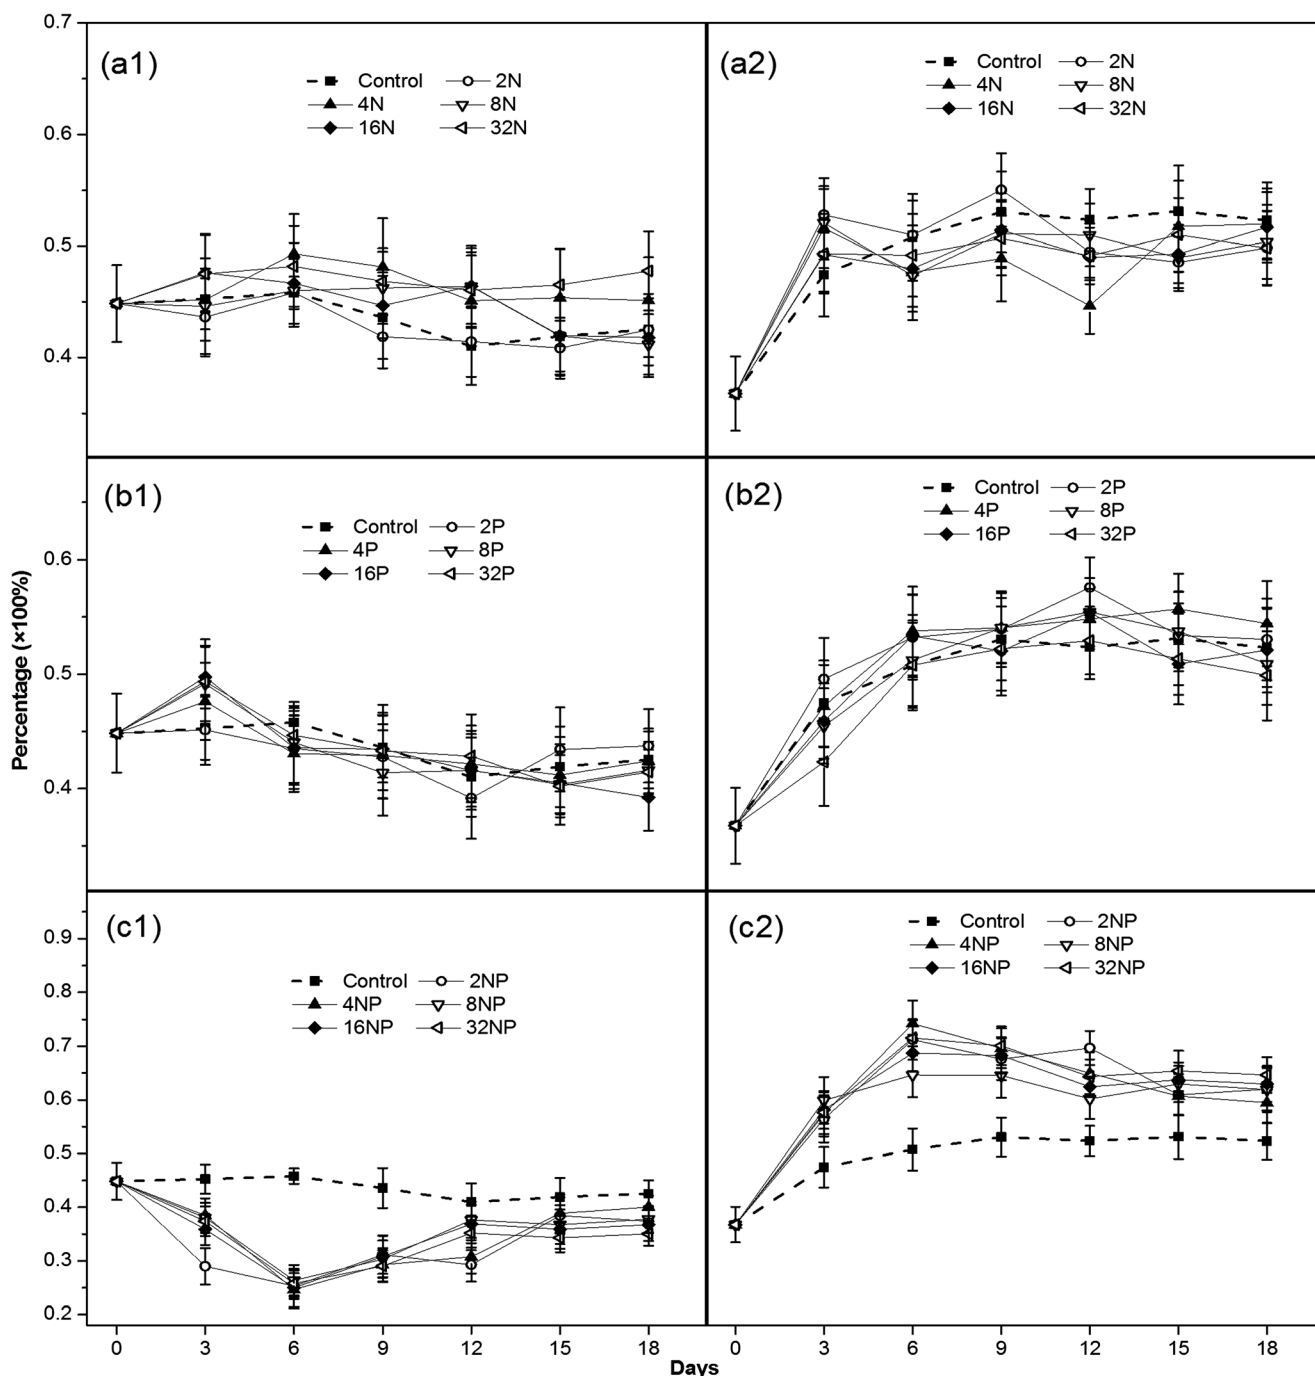 0.7
0.6
0.5
0.4
(a1)
Control 2N
4N 8N
16N 32N
(a2)
Control 2N
4N 8N
16N 32N
Percentage (×100%)
0.6
0.5
0.4
(b1)
Control 2P
4P 8P
16P 32P
(b2)
Control 2P
4P 8P
16P 32P
0.9
0.8
0.7
0.6
0.5
0.4
0.3
0.2
(c1)
Control 2NP
4NP 8NP
16NP 32NP
(c2)
Control 2NP
4NP 8NP
16NP 32NP
0 3 6 9 12 15 18 0 3 6 9 12 15 18
Days